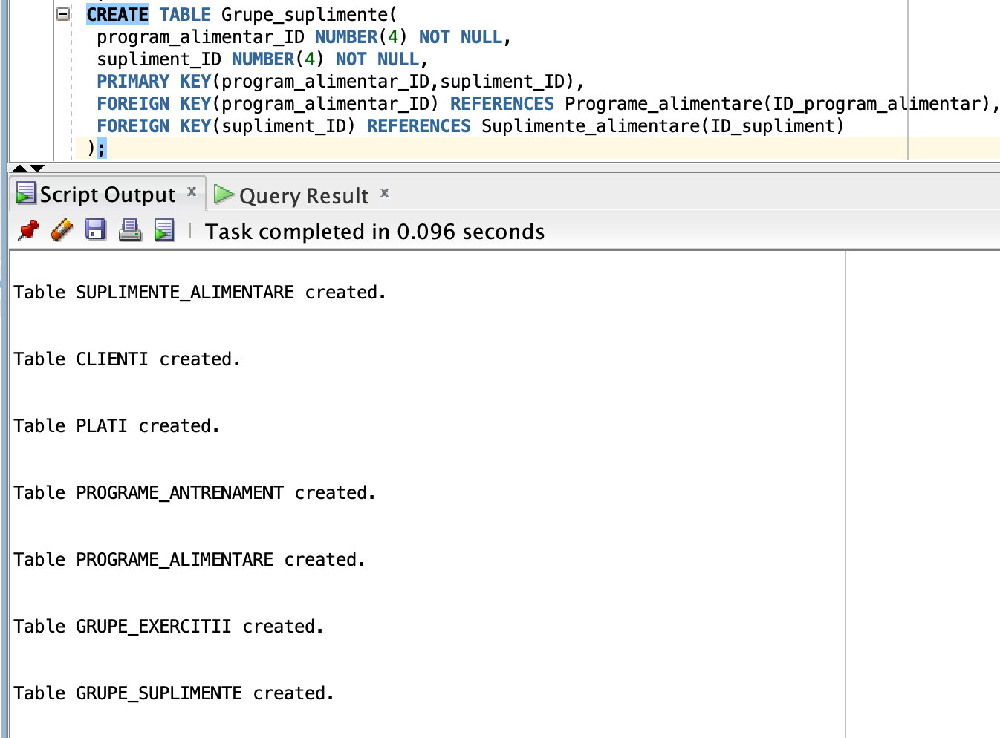 CREATE TABLE Grupe_suplimente(
program_alimentar_ID NUMBER(4) NOT NULL,
supliment_ID NUMBER(4) NOT NULL,
PRIMARY KEY(program_alimentar_ID,supliment_ID),
FOREIGN KEY(program_alimentar_ID) REFERENCES Programe_alimentare(ID_program_alimentar),
FOREIGN KEY(supliment_ID) REFERENCES Suplimente_alimentare(ID_supliment)
);
Script Output x Query Result x
Task completed in 0.096 seconds
Table SUPLIMENTE_ALIMENTARE created.
Table CLIENTI created.
Table PLATI created.
Table PROGRAME_ANTRENAMENT created.
Table PROGRAME_ALIMENTARE created.
Table GRUPE_EXERCITII created.
Table GRUPE_SUPLIMENTE created.